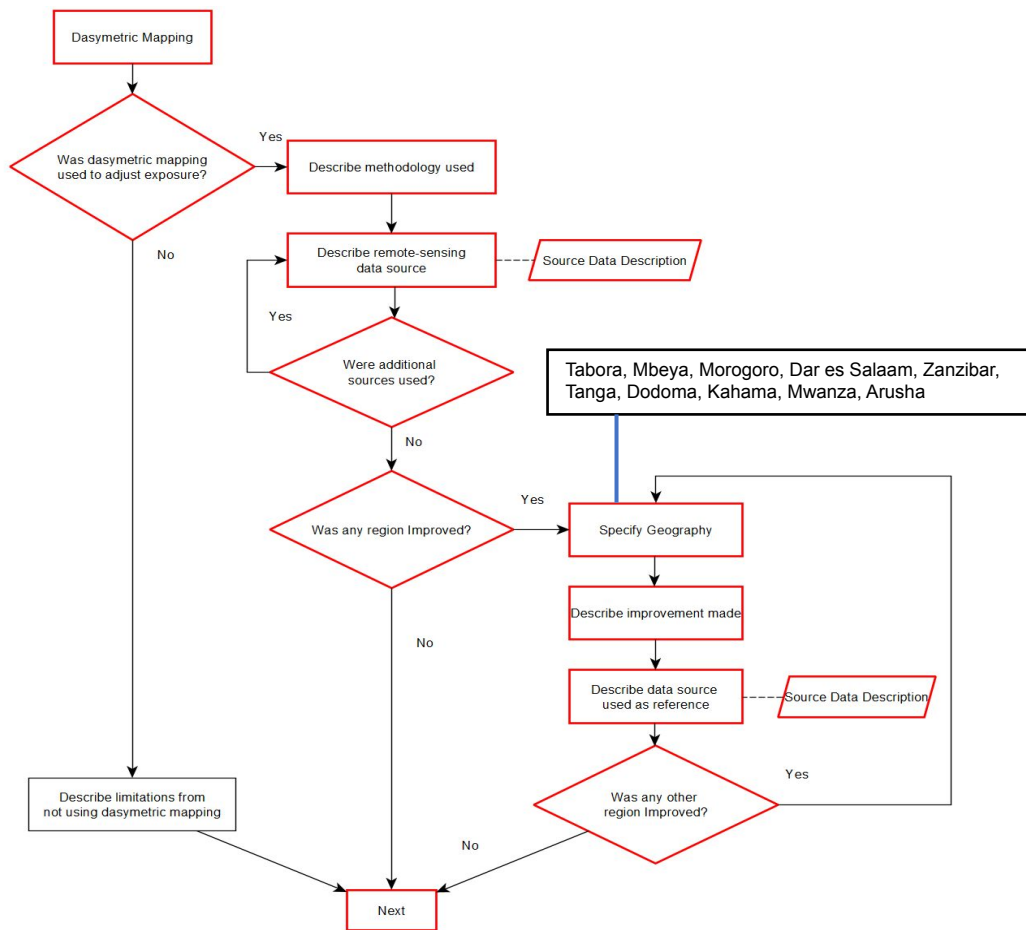 Dasymetric Mapping
Was dasymetric mapping
used to adjust exposure?
Yes
Describe methodology used
No
Describe remote-sensing
data source
Source Data Description
Yes
Were additional
sources used?
Tabora, Mbeya, Morogoro, Dar es Salaam, Zanzibar,
Tanga, Dodoma, Kahama, Mwanza, Arusha
No
Was any region Improved?
Yes
Specify Geography
Describe improvement made
No
Describe data source
used as reference
Source Data Description
Was any other
region Improved?
Yes
Describe limitations from
not using dasymetric mapping
No
Next